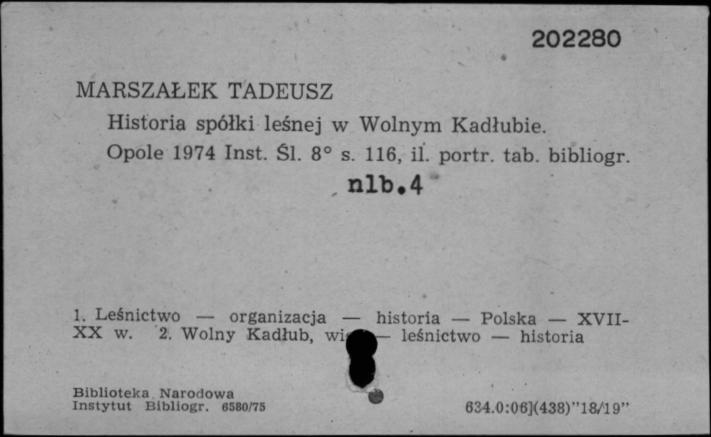 202280
MARSZAŁEK TADEUSZ
Historia spółki leśnej w Wolnym Kadłubie.
Opole 1974 Inst. Śl. 8° s. 116, il. portr. tab. bibliogr.
nlb.4
1. Leśnictwo — organizacja — historia — Polska — XVII-
XX w. 2. Wolny Kadłub, — leśnictwo — historia
Biblioteka Narodowa
Instytut Bibliogr. 6580/75
634.0:06](438)"18/19"